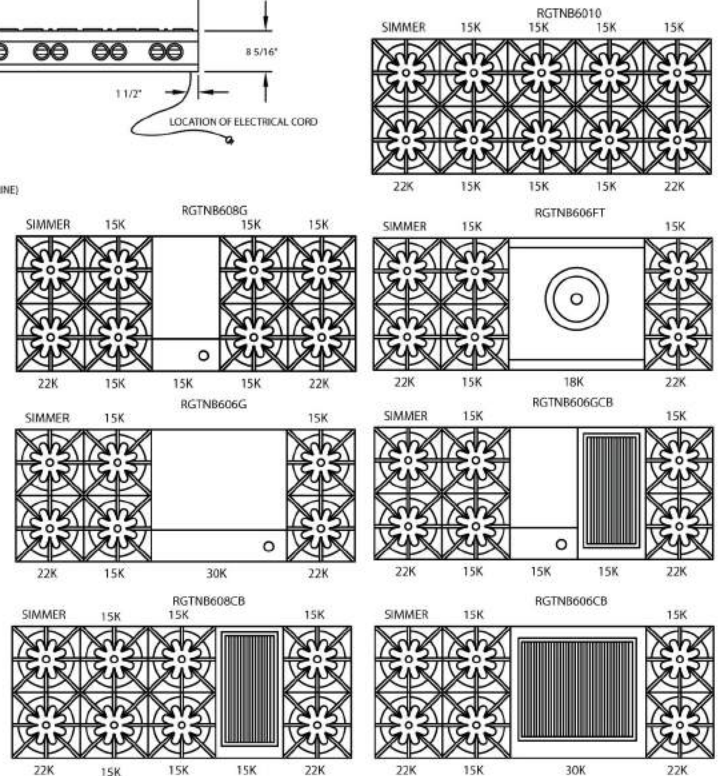 8 5/16"
1 1/2"
LOCATION OF ELECTRICAL CORD
INE)
RGTNB6010
SIMMER 15K 15K 15K 15K
22K 15K 15K 15K 22K
RGTNB608G
SIMMER 15K 15K 15K
22K 15K 15K 15K 22K
RGTNB606FT
SIMMER 15K 15K
22K 15K 18K 22K
RGTNB606G
SIMMER 15K 15K
22K 15K 30K 22K
RGTNB606GCB
SIMMER 15K 15K
22K 15K 15K 15K 22K
RGTNB608CB
SIMMER 15K 15K 15K
22K 15K 15K 15K 22K
RGTNB606CB
SIMMER 15K 15K
22K 15K 30K 22K